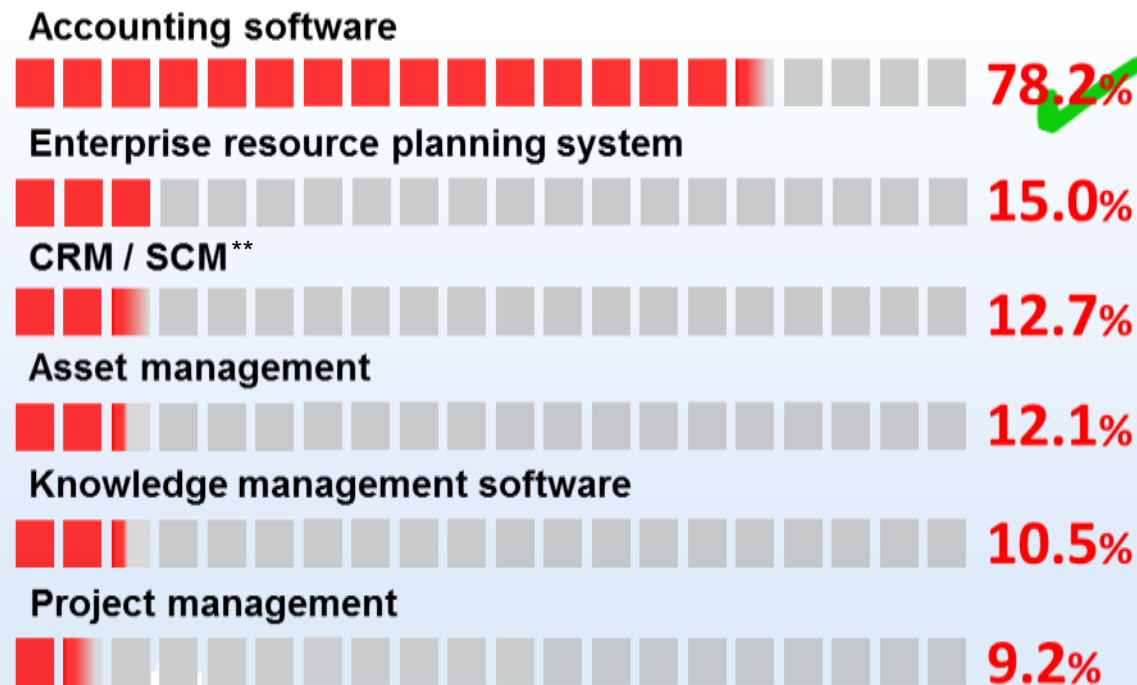 Accounting software
78.2%
Enterprise resource planning system
15.0%
CRM / SCM**
12.7%
Asset management
12.1%
Knowledge management software
10.5%
Project management
9.2%